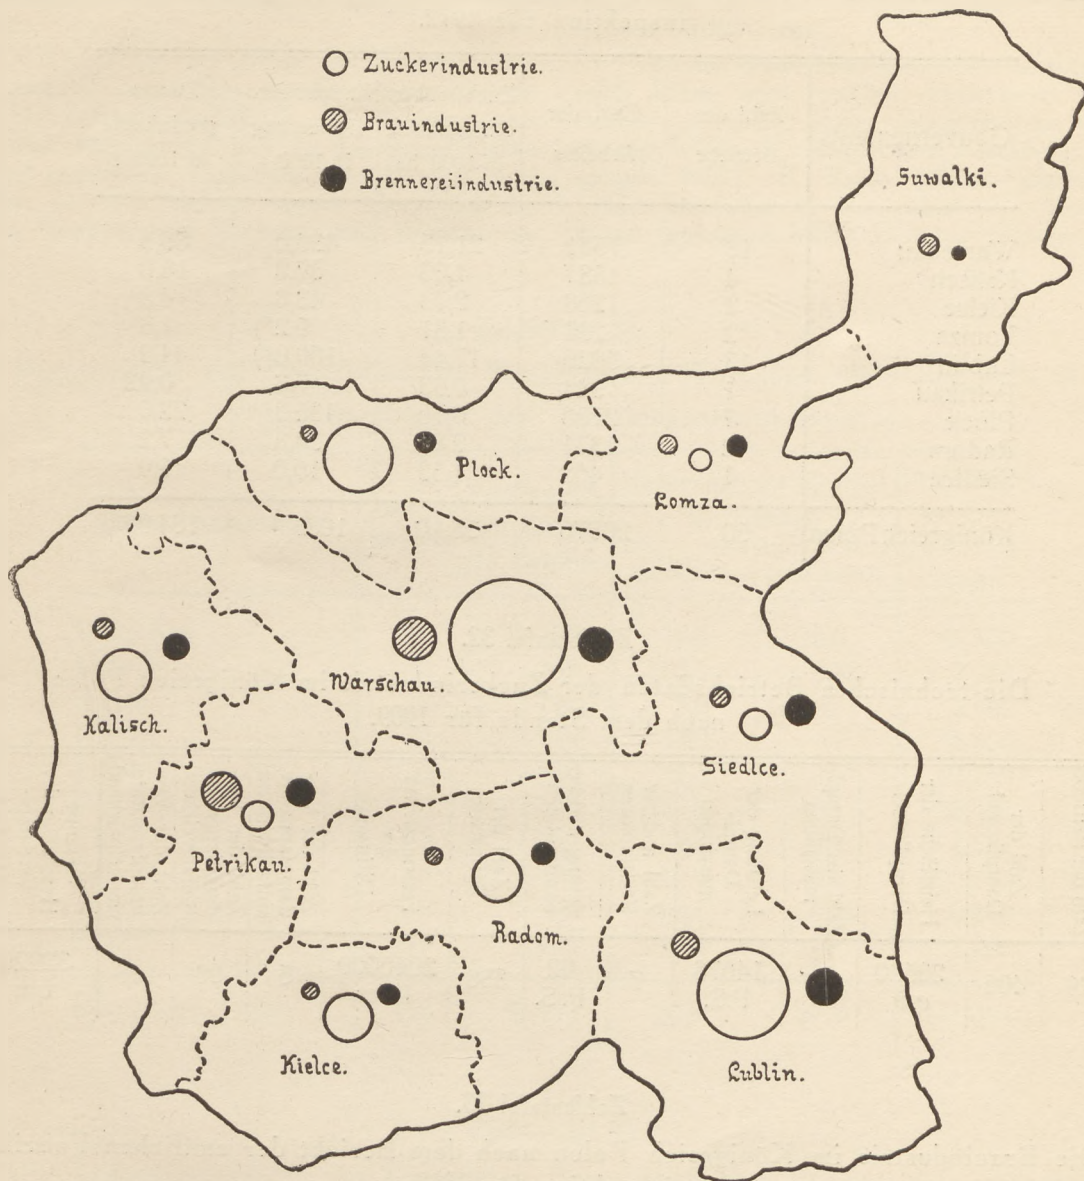 Zuckerindustrie.
Brauindustrie.
Brennereiindustrie.
Suwalki.
Plock.
Lomza.
Warschau.
Kalisch.
Siedlce.
Petrikau.
Radom.
Kielce.
Lublin.